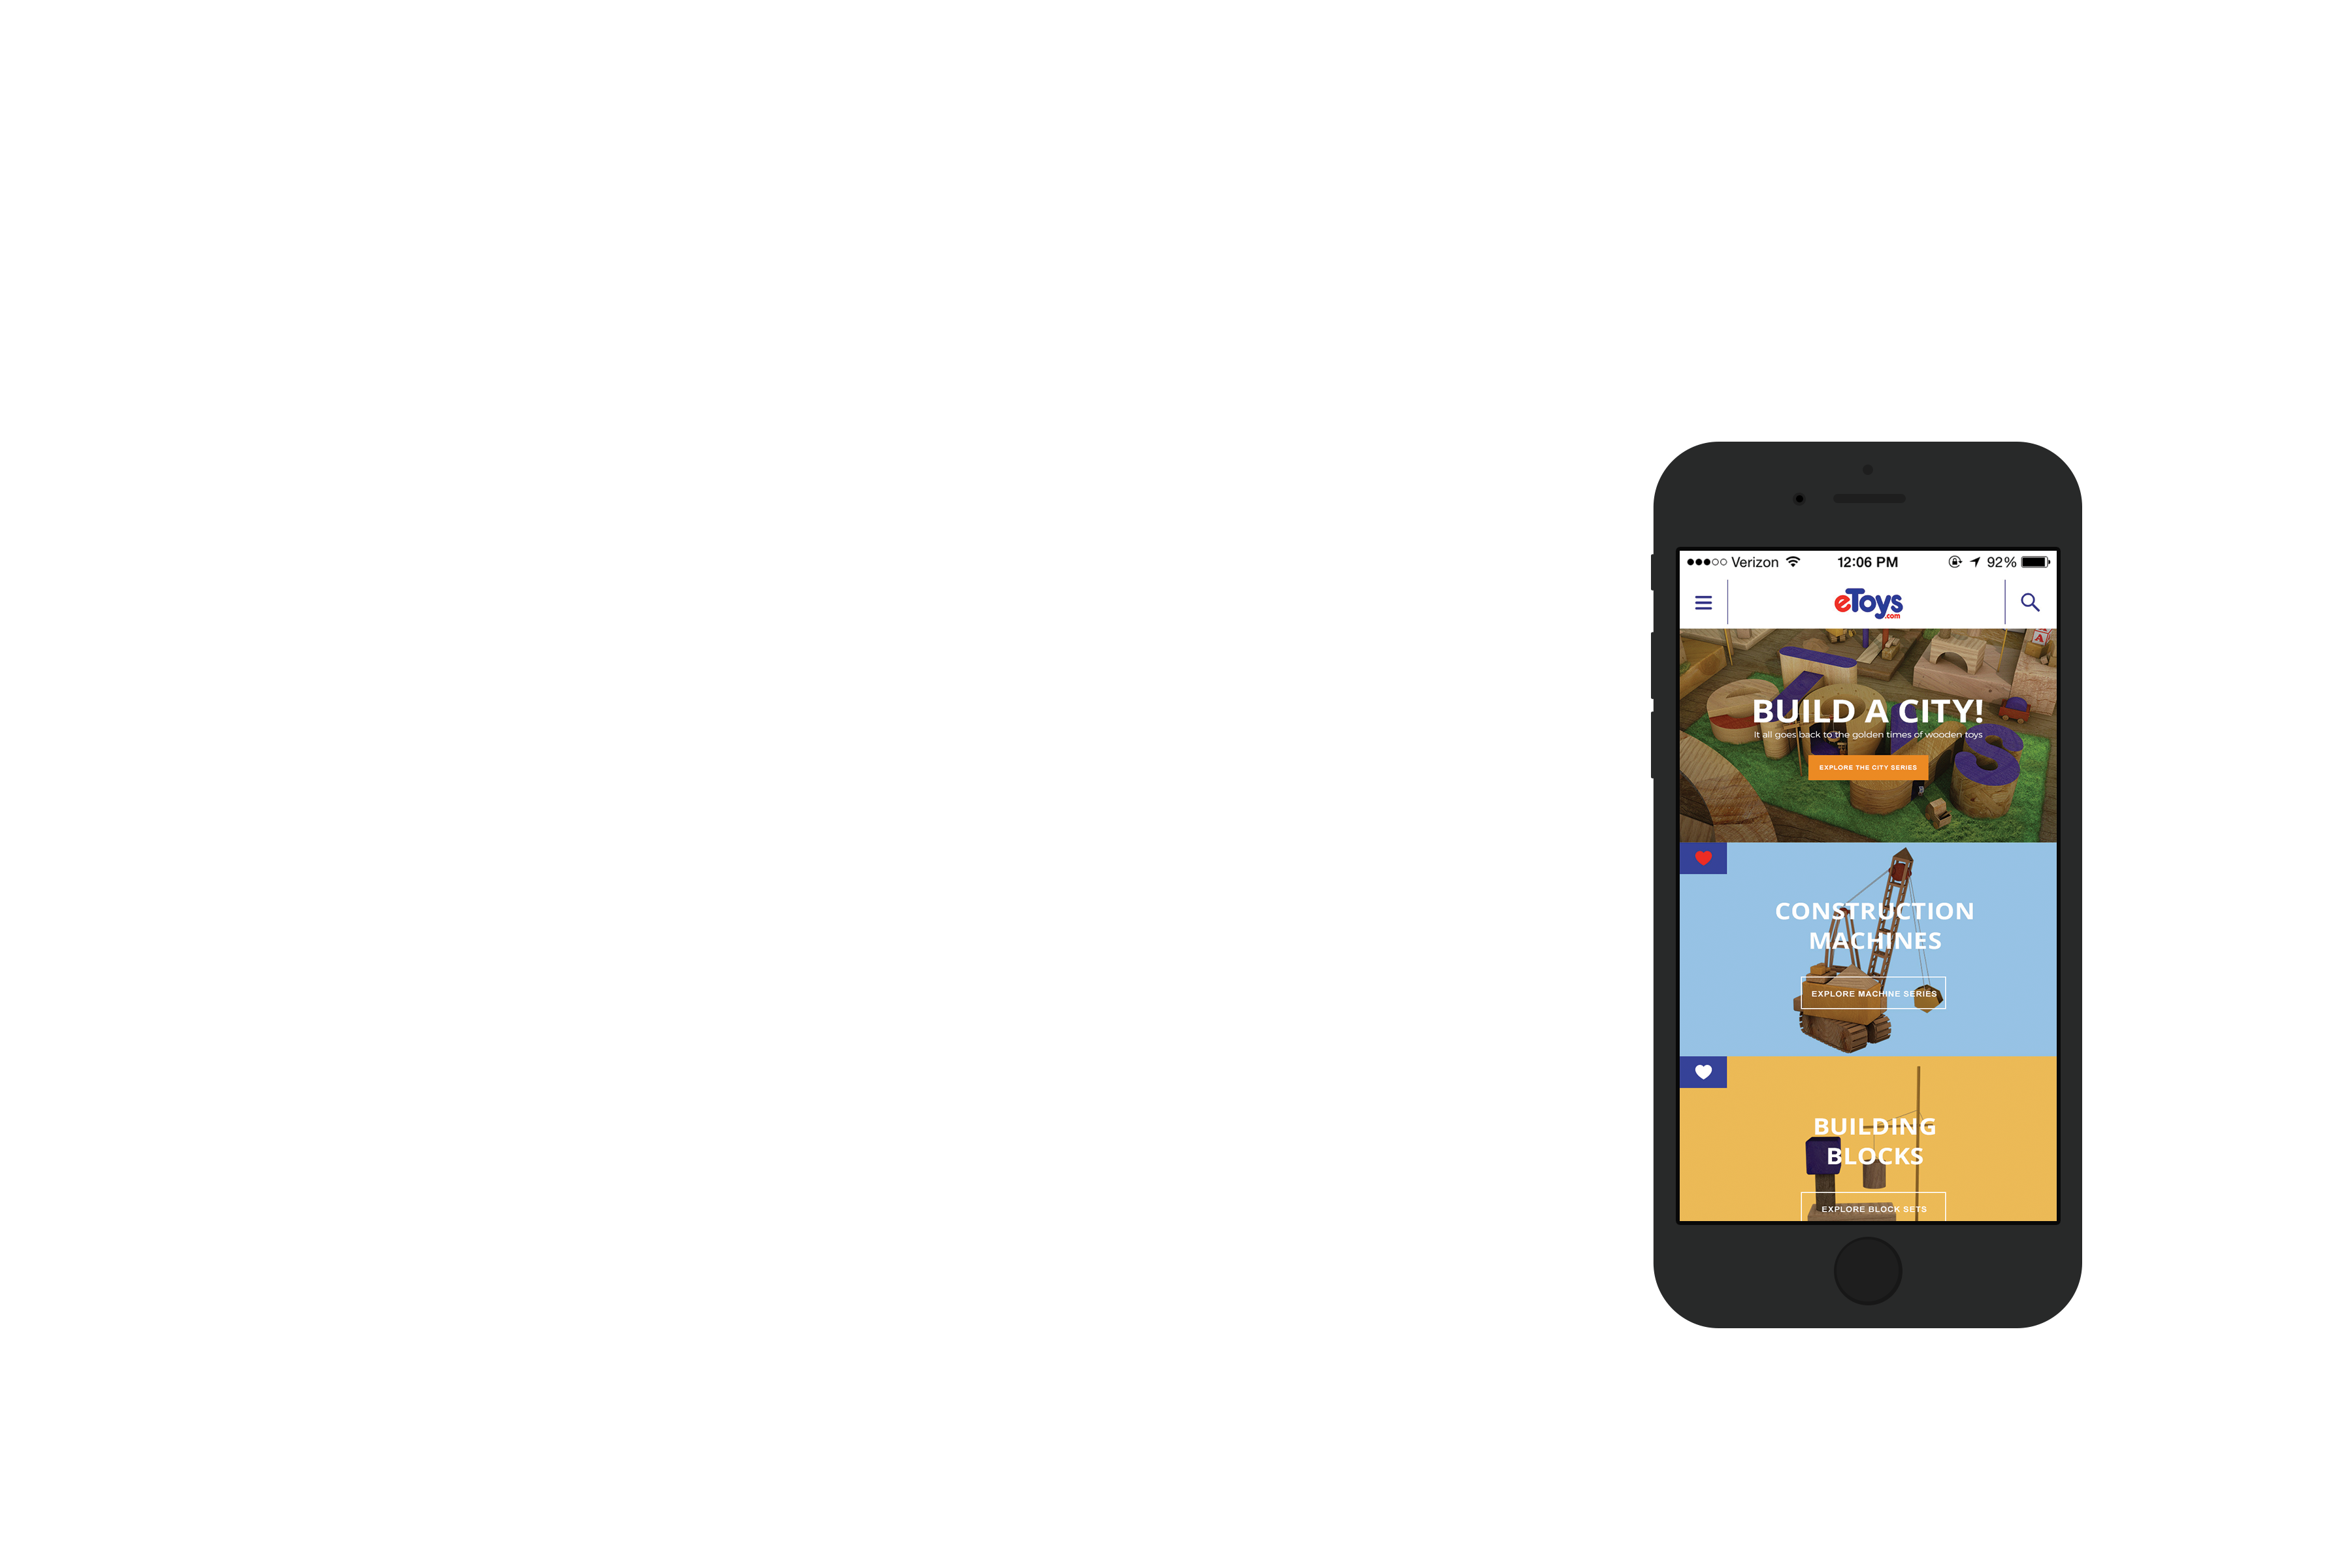 Verizon 12:06 PM 92%
eToys
.com
A
BUILD A CITY!
It all goes back to the golden times of wooden toys
EXPLORE THE CITY SERIES
CONSTRUCTION
MACHINES
EXPLORE MACHINE SERIES
BUILDING
BLOCKS
EXPLORE BLOCK SETS